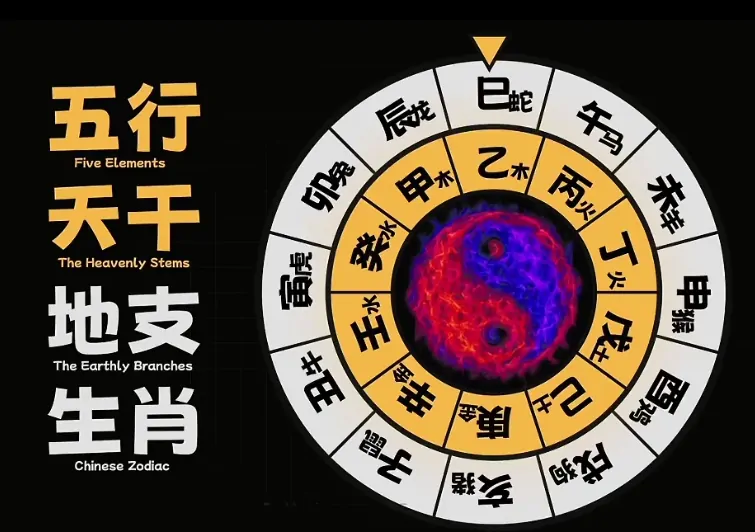 五行
Five Elements
天干
The Heavenly Stems
地支
The Earthly Branches
生肖
Chinese Zodiac
巳蛇
午马
未羊
申猴
酉鸡
戌狗
亥猪
子鼠
丑牛
寅虎
卯兔
辰龙
乙木
丙火
丁火
戊土
己土
庚金
辛金
壬水
癸水
甲木